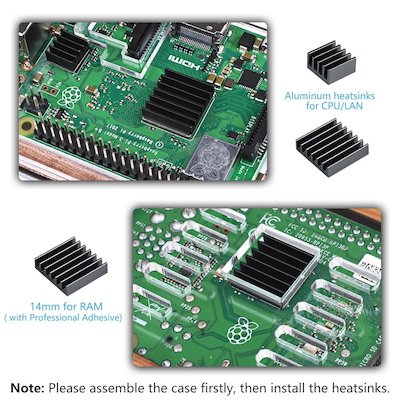 HDMI
Aluminum heatsinks
for CPU/LAN
14mm for RAM
( with Professional Adhesive)
Note: Please assemble the case firstly, then install the heatsinks.